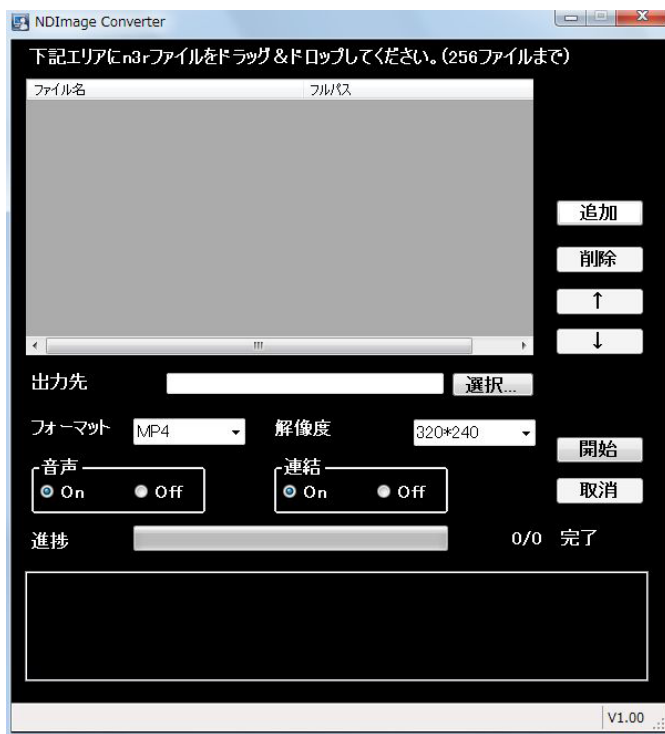 NDImage Converter
下記エリアにn3rファイルをドラッグ&ドロップしてください。(256ファイルまで)
ファイル名 フルパス
追加
削除
↑
↓
出力先 選択...
フォーマット MP4 解像度 320*240
開始
音声 連結
On Off On Off
取消
進捗 0/0 完了
V1.00